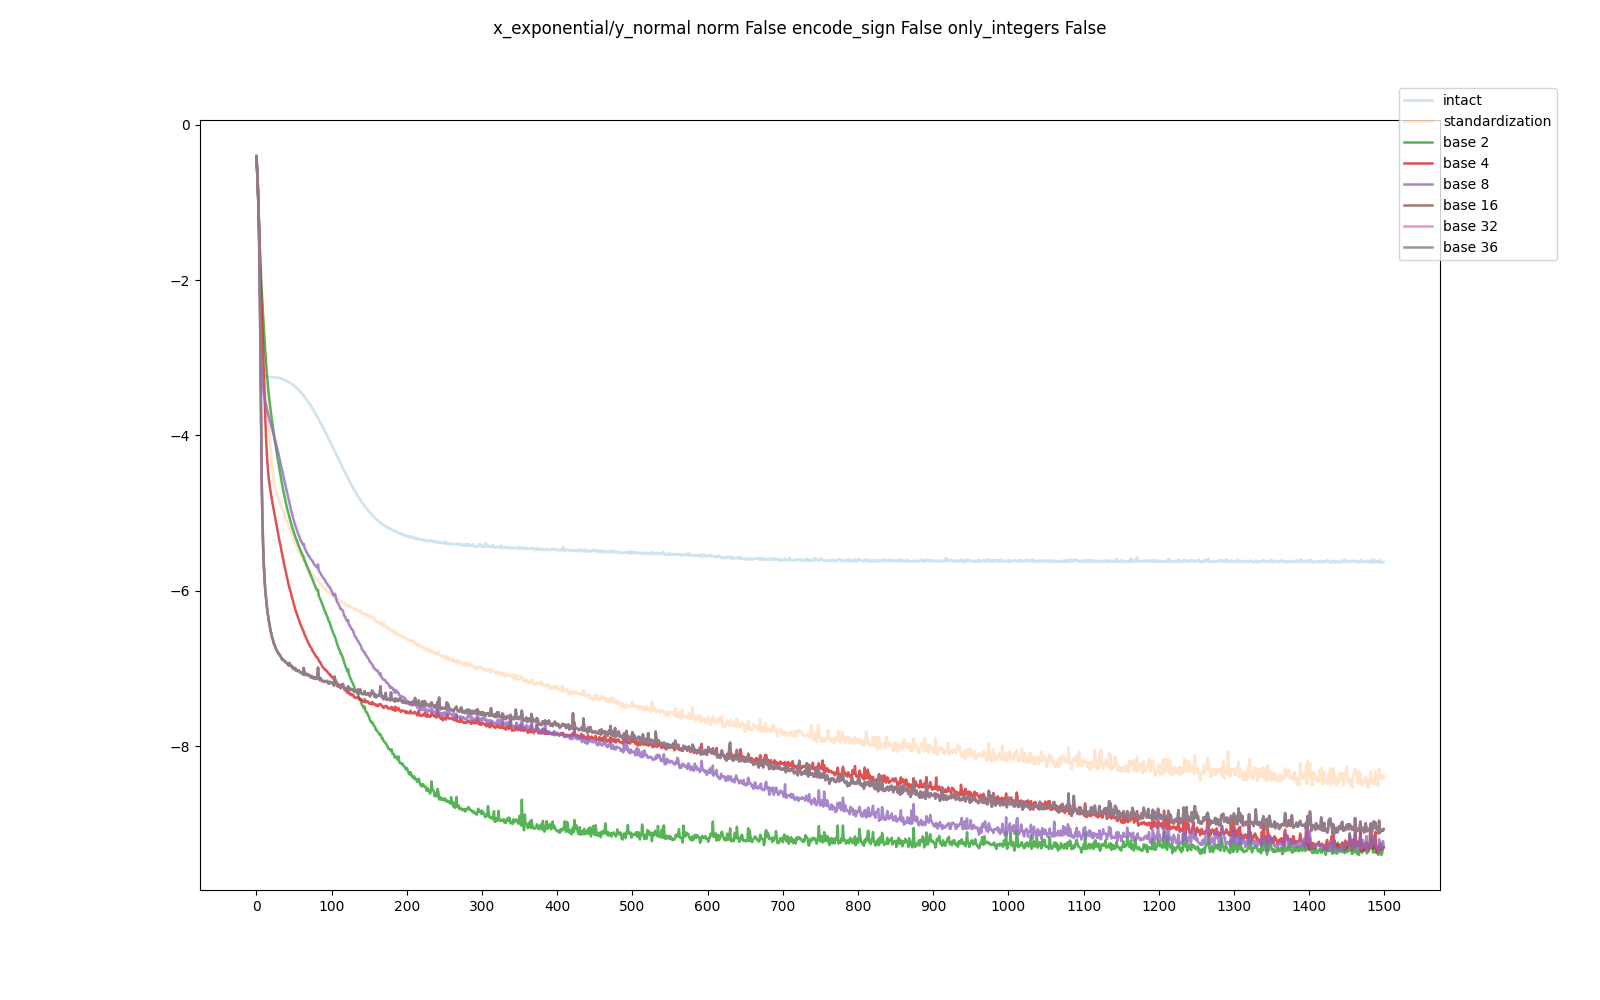 x_exponential/y_normal norm False encode_sign False only_integers False
intact
standardization
base 2
base 4
base 8
base 16
base 32
base 36
0
−2
−4
−6
−8
0 100 200 300 400 500 600 700 800 900 1000 1100 1200 1300 1400 1500